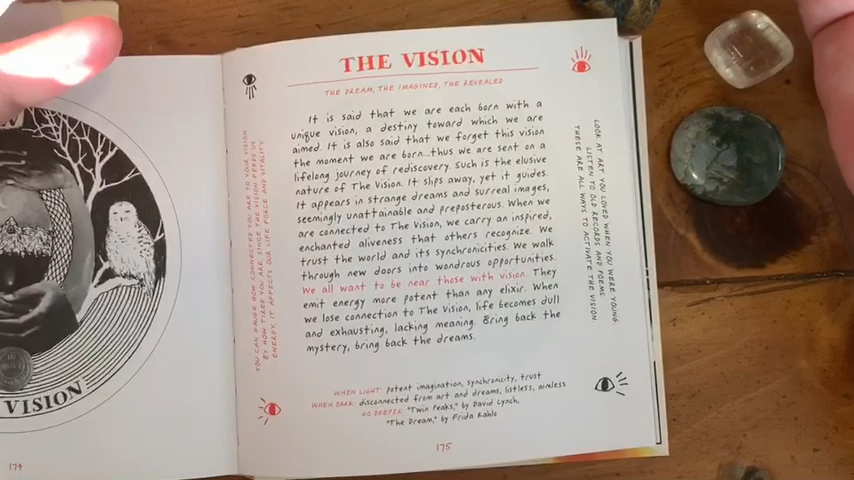 VISION
174
THE VISION
THE DREAM, THE IMAGINED, THE REVEALED
YOU CAN GAUGE HOW CONNECTED YOU ARE TO YOUR VISION
BY HOW TIRED YOU ARE. SINCE THE VISION FEEDS US
ENERGY, IT AFFECTS OUR LIFE FORCE AND VITALITY
It is said that we are each born with a
unique vision, a destiny toward which we are
aimed. It is also said that we forget this vision
the moment we are born...thus we are sent on a
lifelong journey of rediscovery. Such is the elusive
nature of The Vision. It slips away, yet it guides.
It appears in strange dreams and surreal images,
seemingly unattainable and preposterous. When we
are connected to The Vision, we carry an inspired,
enchanted aliveness that others recognize. We
trust the world and its synchronicities. We walk
through new doors into wondrous opportunities.
We all want to be near those with vision. They
emit energy more potent than any elixir. When
we lose connection to The Vision, life becomes dull
and exhausting, lacking meaning. Bring back the
mystery, bring back the dreams.
LOOK AT ART YOU LOVED WHEN YOU WERE YOUNG
LISTEN TO OLD RECORDS AND POEMS
THESE ARE ALL WAYS TO ACTIVATE THE VISION
WHEN LIGHT: potent imagination, synchronicity, trust
WHEN DARK: disconnected from art and dreams, listless, aimless
GO DEEPER: "Twin Peaks," by David Lynch,
"The Dream," by Frida Kahlo
175